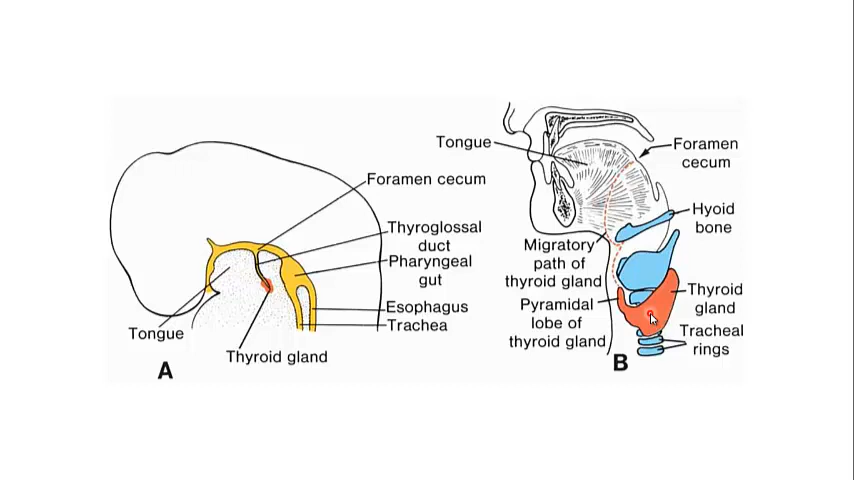 Foramen cecum
Thyroglossal
duct
Pharyngeal
gut
Esophagus
Trachea
Tongue
Thyroid gland
A
Tongue
Foramen
cecum
Hyoid
bone
Migratory
path of
thyroid gland
Pyramidal
lobe of
thyroid gland
Thyroid
gland
Tracheal
rings
B